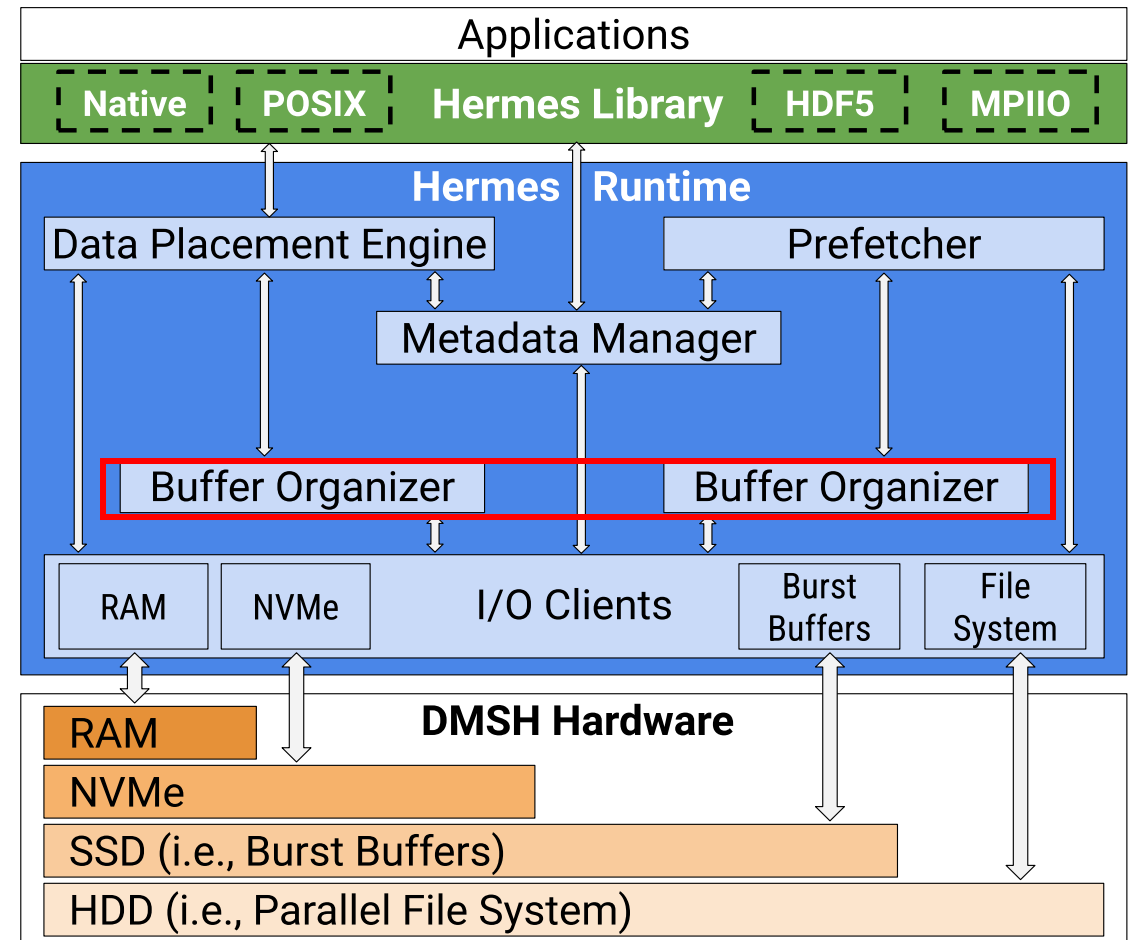 Applications
Native POSIX Hermes Library HDF5 MPIIO
Hermes Runtime
Data Placement Engine Prefetcher
Metadata Manager
Buffer Organizer Buffer Organizer
RAM NVMe I/O Clients Burst Buffers File System
DMSH Hardware
RAM
NVMe
SSD (i.e., Burst Buffers)
HDD (i.e., Parallel File System)